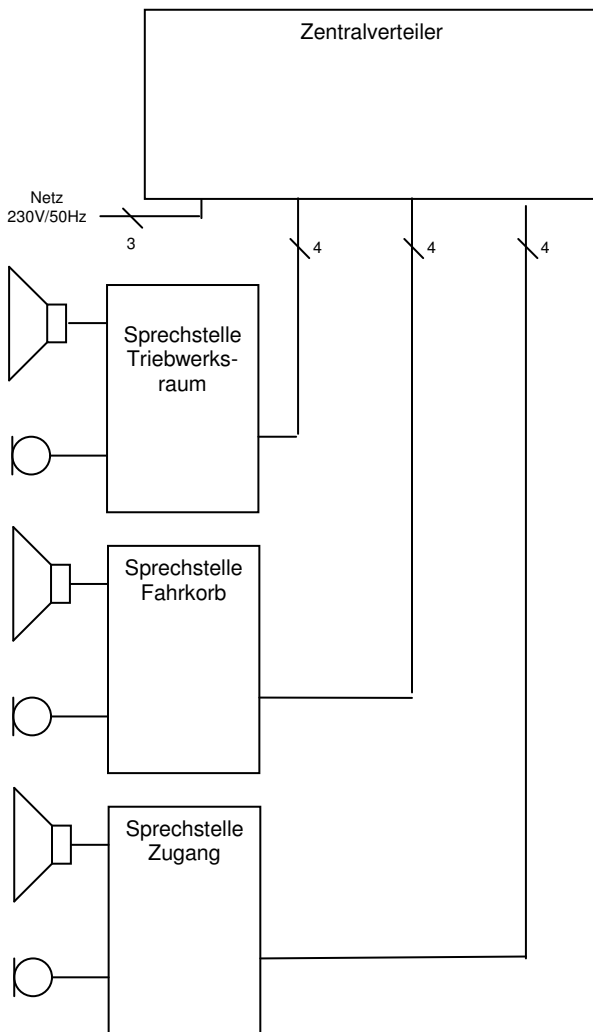 Zentralverteiler
Netz
230V/50Hz
3
4
4
4
Sprechstelle
Triebwerks-
raum
Sprechstelle
Fahrkorb
Sprechstelle
Zugang